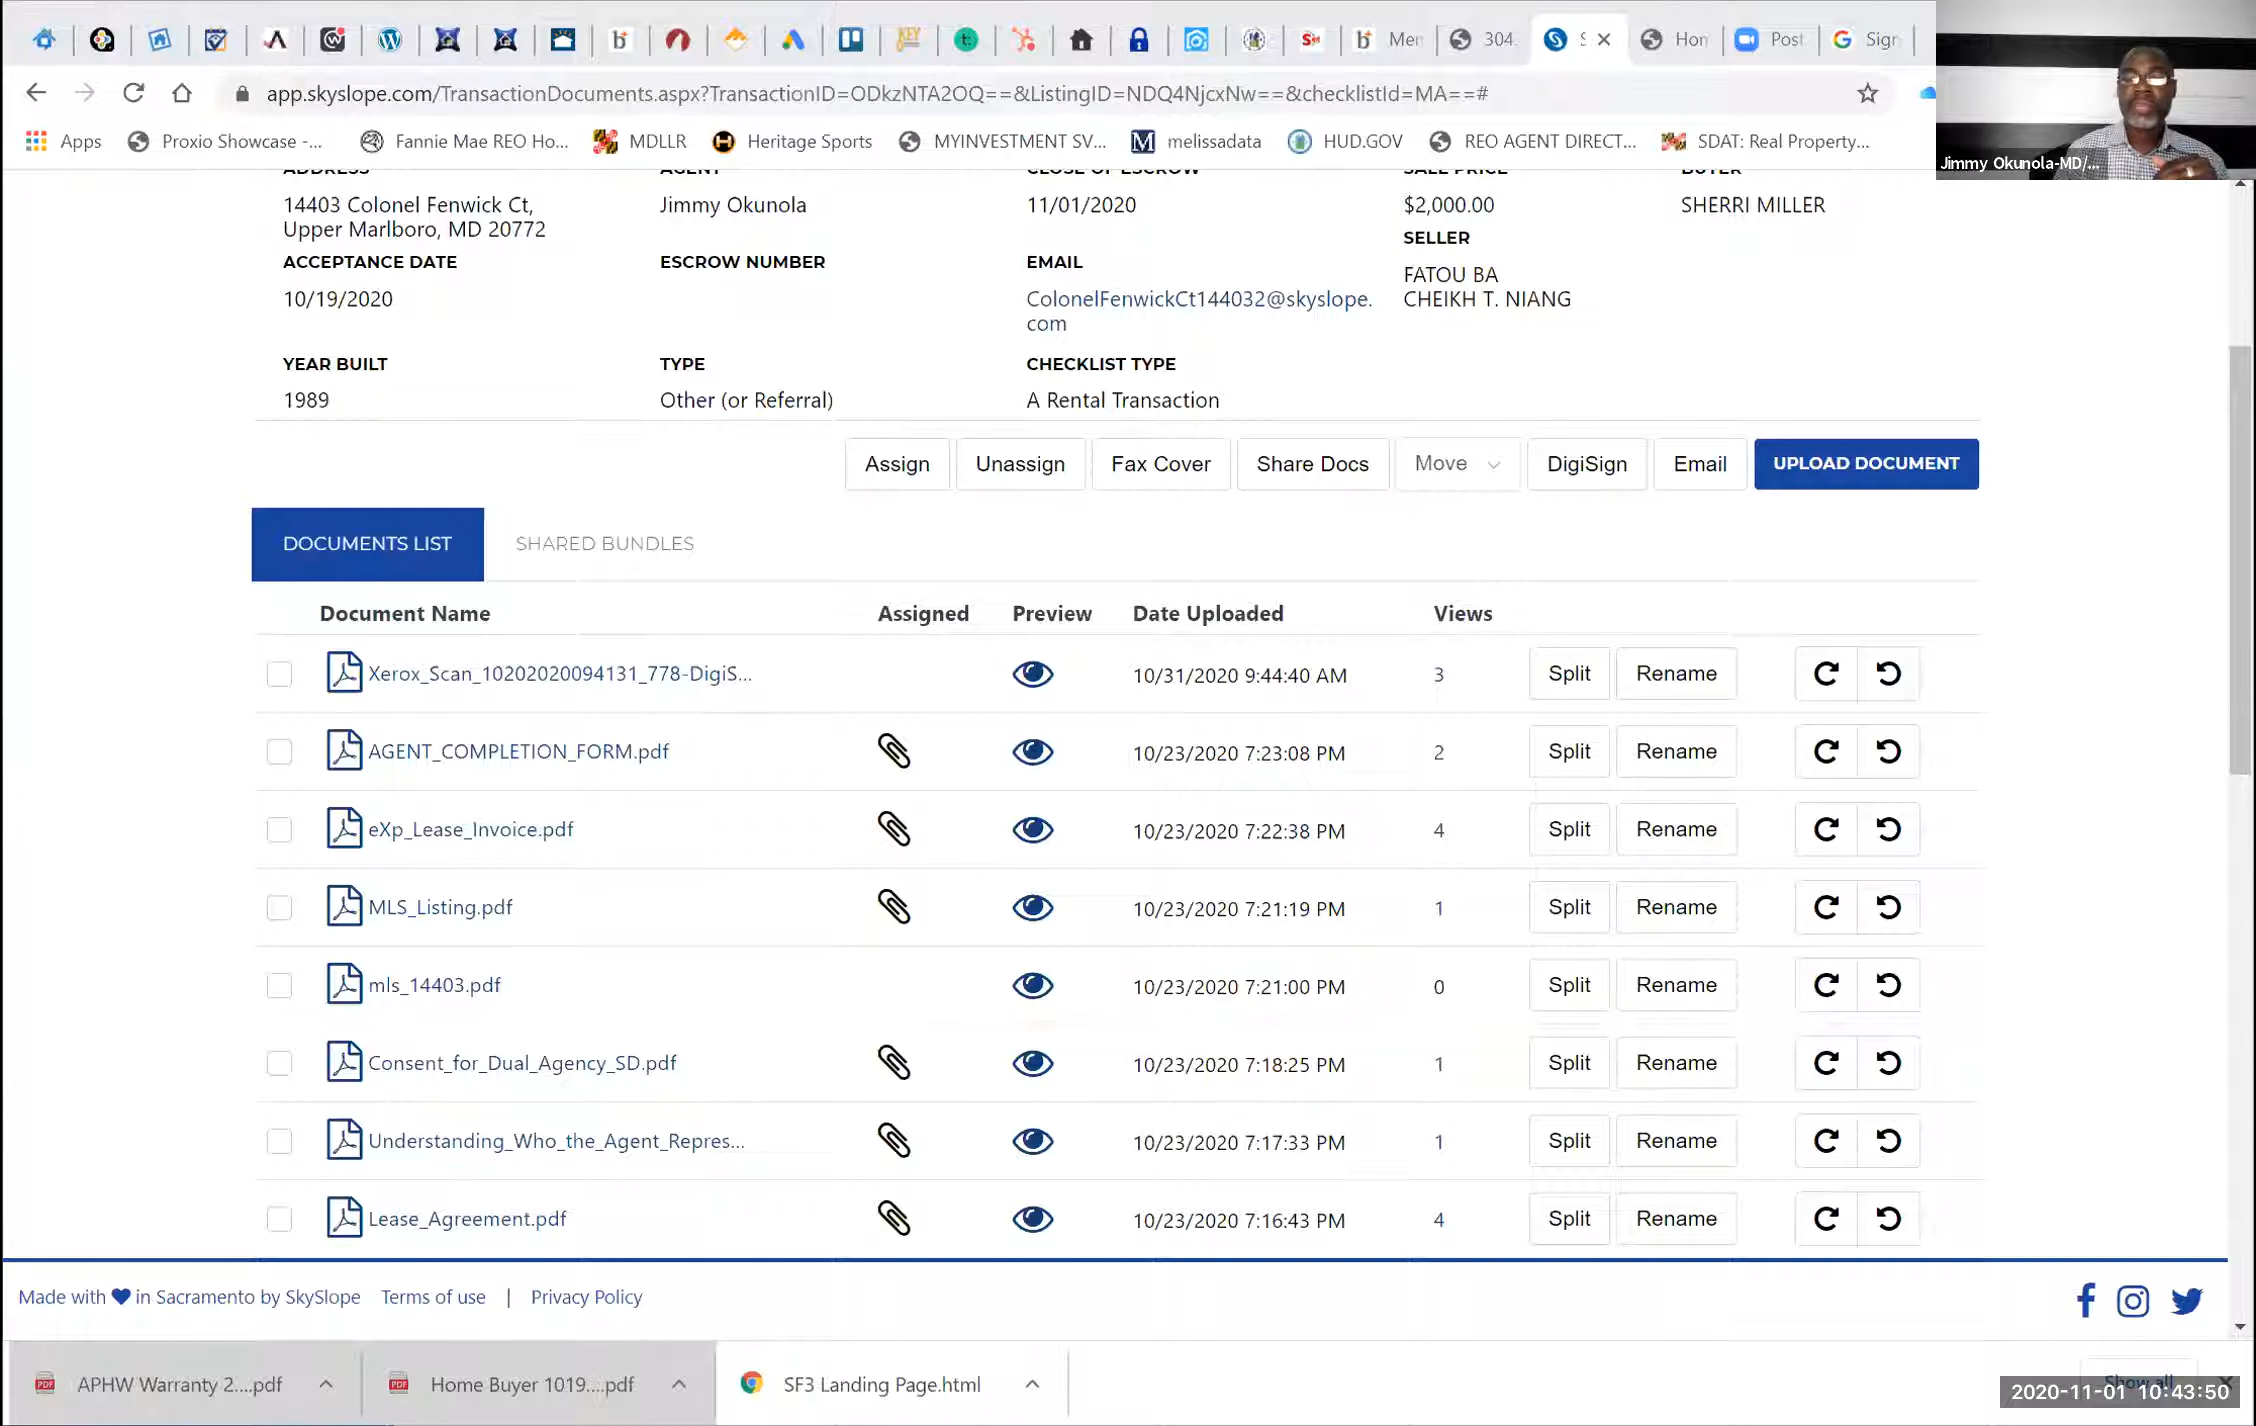 Men
304
S
Hon
Post
Sign
app.skyslope.com/TransactionDocuments.aspx?TransactionID=ODkzNTA2OQ==&ListingID=NDQ4NjcxNw==&checklistId=MA==#
Apps
Proxio Showcase -...
Fannie Mae REO Ho...
MDLLR
Heritage Sports
MYINVESTMENT SV...
melissadata
HUD.GOV
REO AGENT DIRECT...
SDAT: Real Property...
Jimmy Okunola-MD/...
ADDRESS AGENT CLOSE OF ESCROW SALE PRICE BUYER
14403 Colonel Fenwick Ct, Jimmy Okunola 11/01/2020 $2,000.00 SHERRI MILLER
Upper Marlboro, MD 20772
SELLER
ACCEPTANCE DATE ESCROW NUMBER EMAIL
FATOU BA
10/19/2020 ColonelFenwickCt144032@skyslope. CHEIKH T. NIANG
com
YEAR BUILT TYPE CHECKLIST TYPE
1989 Other (or Referral) A Rental Transaction
Assign Unassign Fax Cover Share Docs Move DigiSign Email UPLOAD DOCUMENT
DOCUMENTS LIST SHARED BUNDLES
Document Name Assigned Preview Date Uploaded Views
Xerox_Scan_10202020094131_778-DigiS... 10/31/2020 9:44:40 AM 3 Split Rename
AGENT_COMPLETION_FORM.pdf 10/23/2020 7:23:08 PM 2 Split Rename
eXp_Lease_Invoice.pdf 10/23/2020 7:22:38 PM 4 Split Rename
MLS_Listing.pdf 10/23/2020 7:21:19 PM 1 Split Rename
mls_14403.pdf 10/23/2020 7:21:00 PM 0 Split Rename
Consent_for_Dual_Agency_SD.pdf 10/23/2020 7:18:25 PM 1 Split Rename
Understanding_Who_the_Agent_Repres... 10/23/2020 7:17:33 PM 1 Split Rename
Lease_Agreement.pdf 10/23/2020 7:16:43 PM 4 Split Rename
Made with in Sacramento by SkySlope Terms of use | Privacy Policy
APHW Warranty 2....pdf Home Buyer 1019....pdf SF3 Landing Page.html Show all
2020-11-01 10:43:50